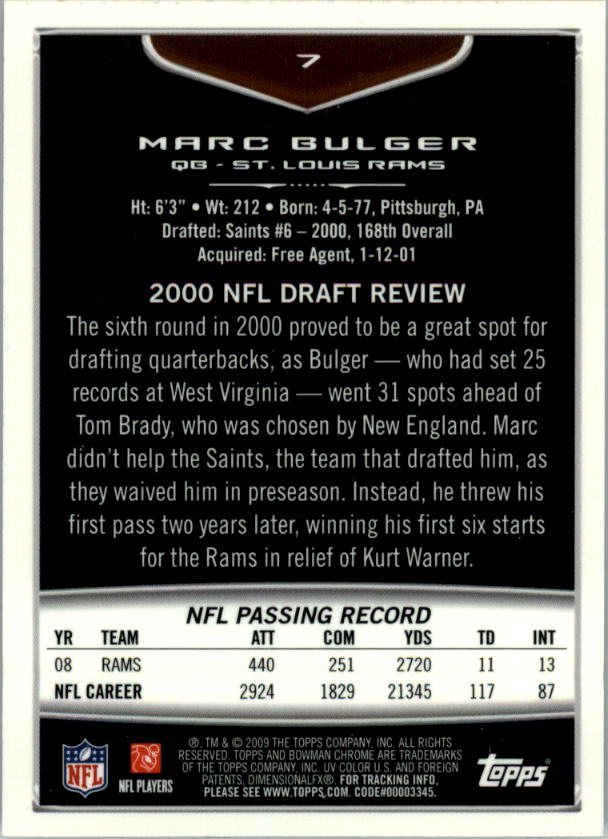 7
MARC BULGER
QB - ST. LOUIS RAMS
Ht: 6'3" • Wt: 212 • Born: 4-5-77, Pittsburgh, PA
Drafted: Saints #6 – 2000, 168th Overall
Acquired: Free Agent, 1-12-01
2000 NFL DRAFT REVIEW
The sixth round in 2000 proved to be a great spot for
drafting quarterbacks, as Bulger — who had set 25
records at West Virginia — went 31 spots ahead of
Tom Brady, who was chosen by New England. Marc
didn't help the Saints, the team that drafted him, as
they waived him in preseason. Instead, he threw his
first pass two years later, winning his first six starts
for the Rams in relief of Kurt Warner.
NFL PASSING RECORD
YR TEAM ATT COM YDS TD INT
08 RAMS 440 251 2720 11 13
NFL CAREER 2924 1829 21345 117 87
®, TM & © 2009 THE TOPPS COMPANY, INC. ALL RIGHTS
RESERVED. TOPPS AND BOWMAN CHROME ARE TRADEMARKS
OF THE TOPPS COMPANY, INC. UV COLOR U.S. AND FOREIGN
PATENTS, DIMENSIONALFX®. FOR TRACKING INFO,
PLEASE SEE WWW.TOPPS.COM. CODE#00003345.
NFL
NFL PLAYERS
topps®